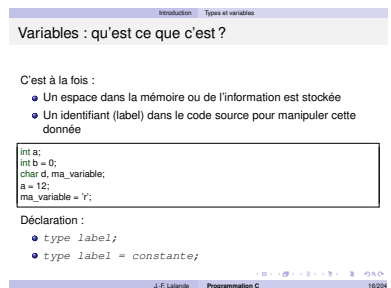 Introduction Types et variables
Variables : qu'est ce que c'est ?
C'est à la fois :
Un espace dans la mémoire ou de l'information est stockée
Un identifiant (label) dans le code source pour manipuler cette
donnée
int a;
int b = 0;
char d, ma_variable;
a = 12;
ma_variable = 'r';
Déclaration :
type label;
type label = constante;
J.-F. Lalande Programmation C 16/204